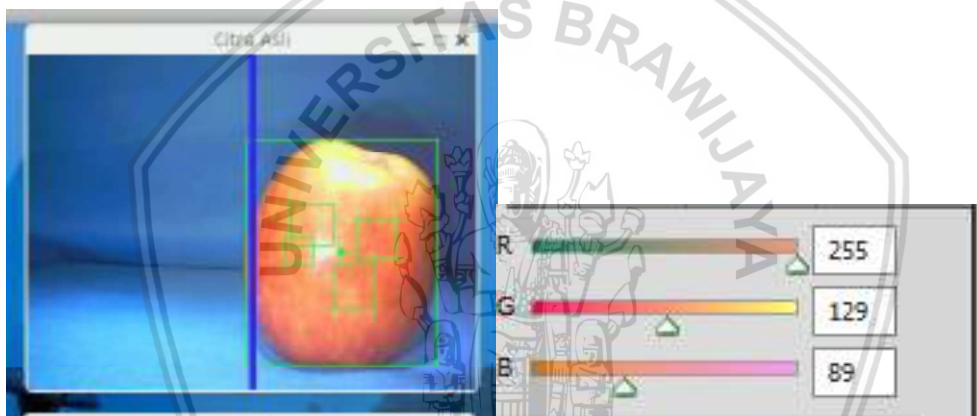 Citra Asli
UNIVERSITAS BRAWIJAYA
R 255
G 129
B 89